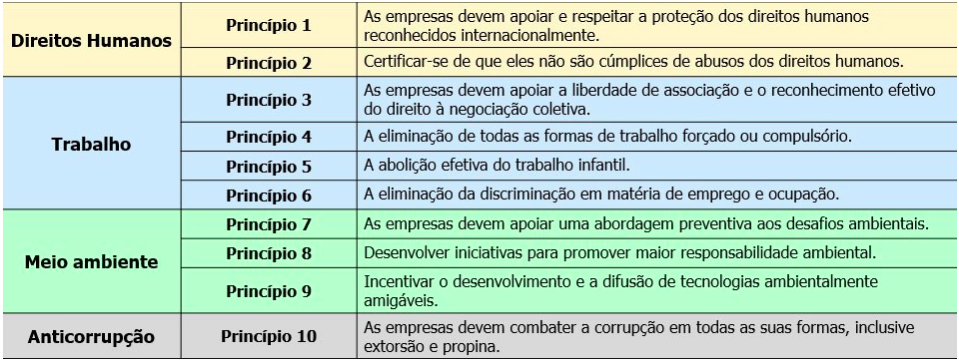 Direitos Humanos
Princípio 1
As empresas devem apoiar e respeitar a proteção dos direitos humanos
reconhecidos internacionalmente.
Princípio 2
Certificar-se de que eles não são cúmplices de abusos dos direitos humanos.
Trabalho
Princípio 3
As empresas devem apoiar a liberdade de associação e o reconhecimento efetivo
do direito à negociação coletiva.
Princípio 4
A eliminação de todas as formas de trabalho forçado ou compulsório.
Princípio 5
A abolição efetiva do trabalho infantil.
Princípio 6
A eliminação da discriminação em matéria de emprego e ocupação.
Meio ambiente
Princípio 7
As empresas devem apoiar uma abordagem preventiva aos desafios ambientais.
Princípio 8
Desenvolver iniciativas para promover maior responsabilidade ambiental.
Princípio 9
Incentivar o desenvolvimento e a difusão de tecnologias ambientalmente
amigáveis.
Anticorrupção
Princípio 10
As empresas devem combater a corrupção em todas as suas formas, inclusive
extorsão e propina.